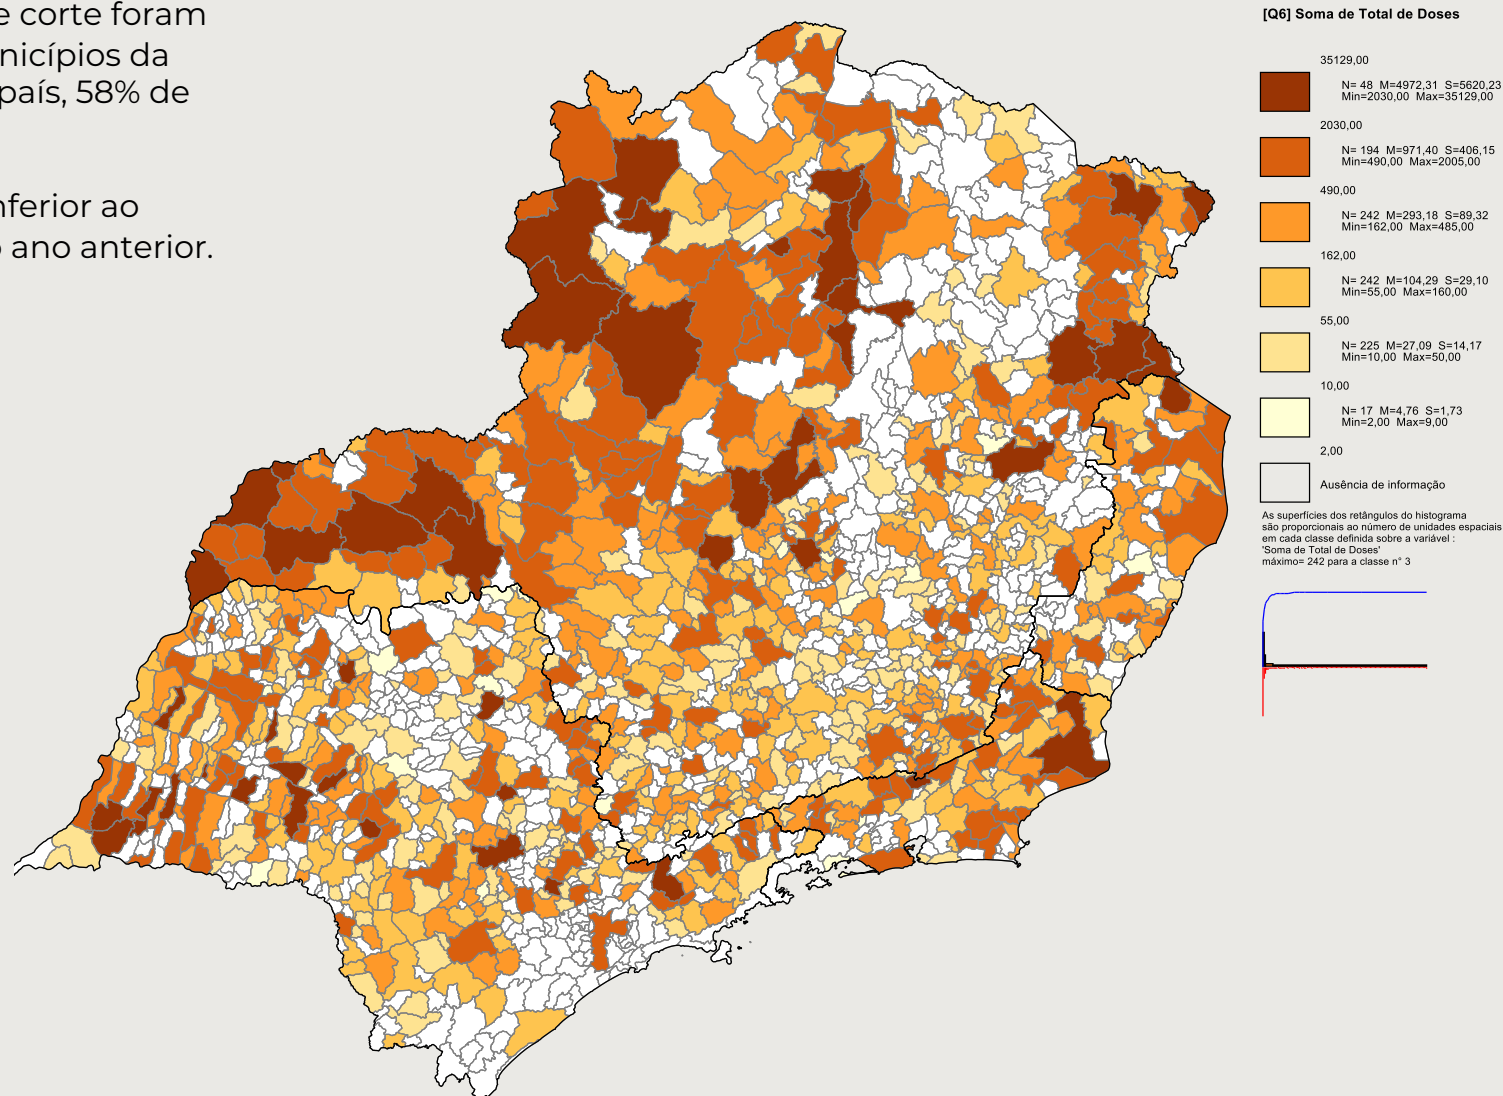 e corte foram
nicípios da
país, 58% de
nferior ao
o ano anterior.
[Q6] Soma de Total de Doses
35129,00
N= 48 M=4972,31 S=5620,23
Min=2030,00 Max=35129,00
2030,00
N= 194 M=971,40 S=406,15
Min=490,00 Max=2005,00
490,00
N= 242 M=293,18 S=89,32
Min=162,00 Max=485,00
162,00
N= 242 M=104,29 S=29,10
Min=55,00 Max=160,00
55,00
N= 225 M=27,09 S=14,17
Min=10,00 Max=50,00
10,00
N= 17 M=4,76 S=1,73
Min=2,00 Max=9,00
2,00
Ausência de informação
As superfícies dos retângulos do histograma
são proporcionais ao número de unidades espaciais
em cada classe definida sobre a variável :
'Soma de Total de Doses'
máximo= 242 para a classe n° 3